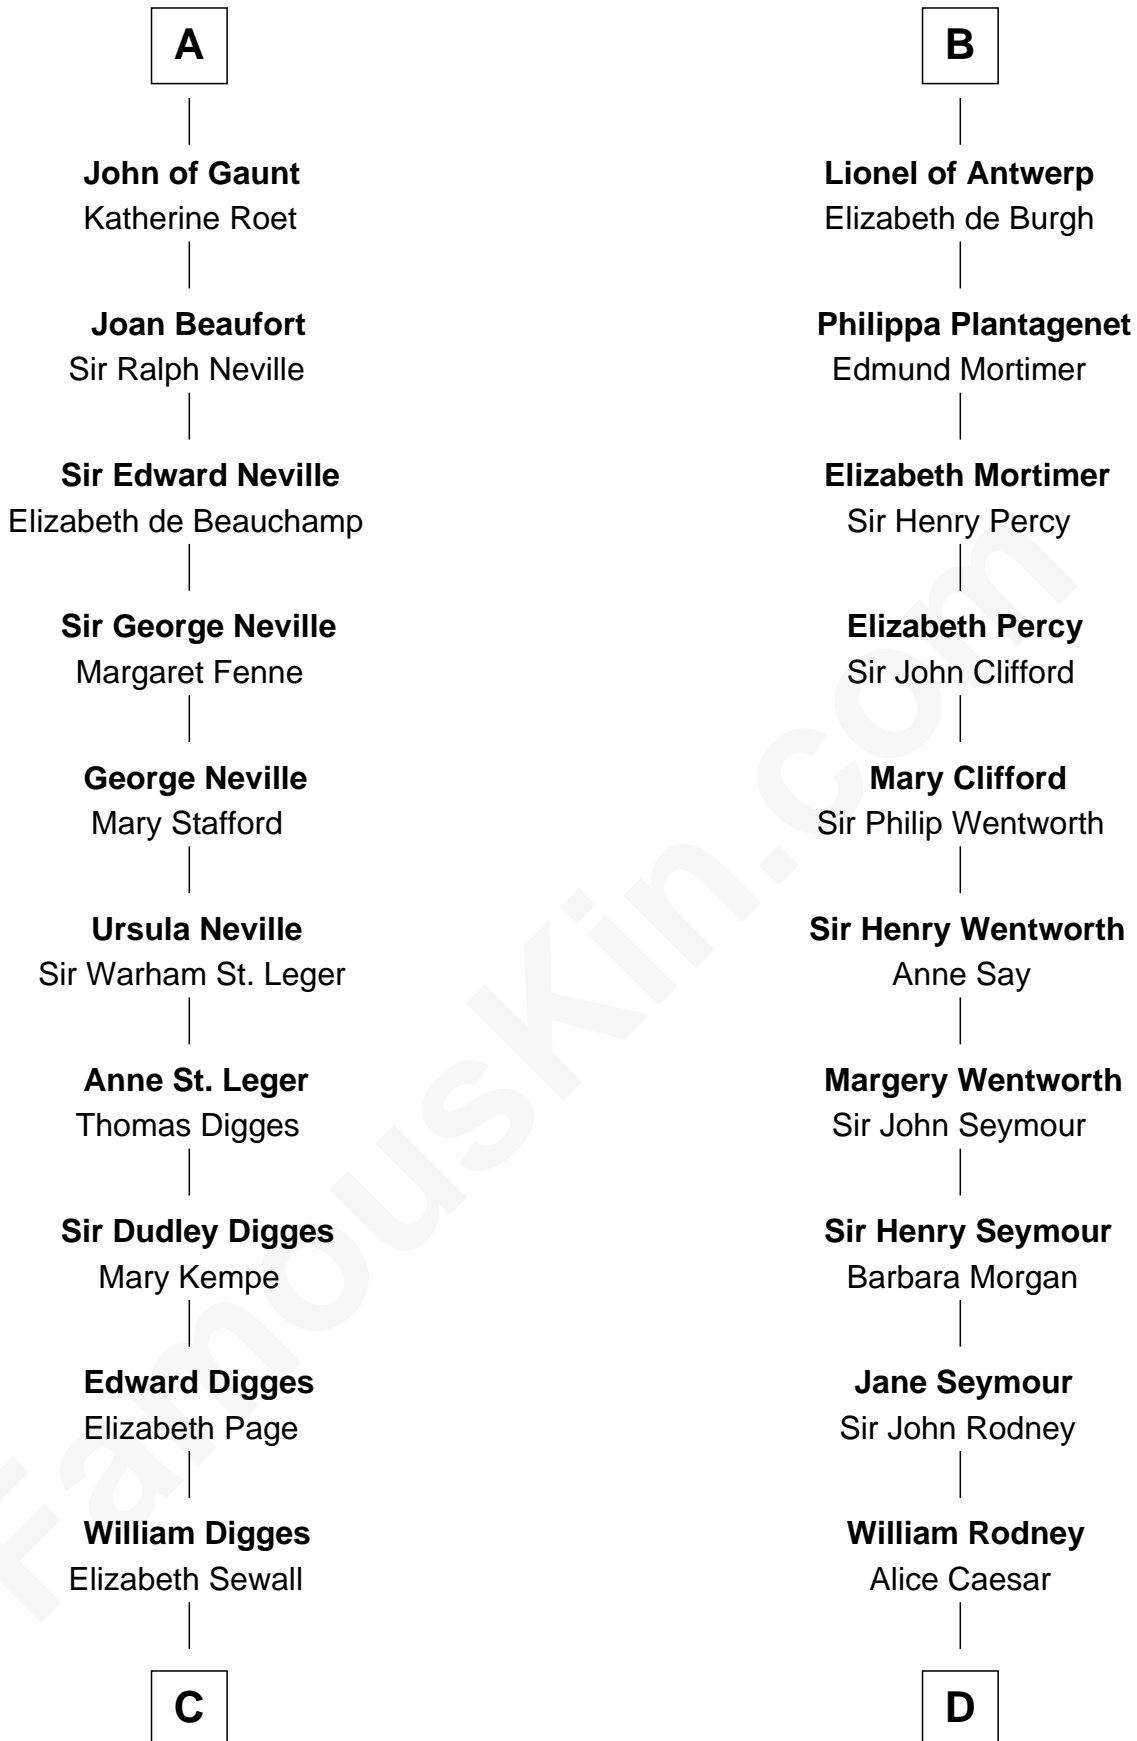 A
John of Gaunt
Katherine Roet
Joan Beaufort
Sir Ralph Neville
Sir Edward Neville
Elizabeth de Beauchamp
Sir George Neville
Margaret Fenne
George Neville
Mary Stafford
Ursula Neville
Sir Warham St. Leger
Anne St. Leger
Thomas Digges
Sir Dudley Digges
Mary Kempe
Edward Digges
Elizabeth Page
William Digges
Elizabeth Sewall
C
B
Lionel of Antwerp
Elizabeth de Burgh
Philippa Plantagenet
Edmund Mortimer
Elizabeth Mortimer
Sir Henry Percy
Elizabeth Percy
Sir John Clifford
Mary Clifford
Sir Philip Wentworth
Sir Henry Wentworth
Anne Say
Margery Wentworth
Sir John Seymour
Sir Henry Seymour
Barbara Morgan
Jane Seymour
Sir John Rodney
William Rodney
Alice Caesar
D
FamousKin.com